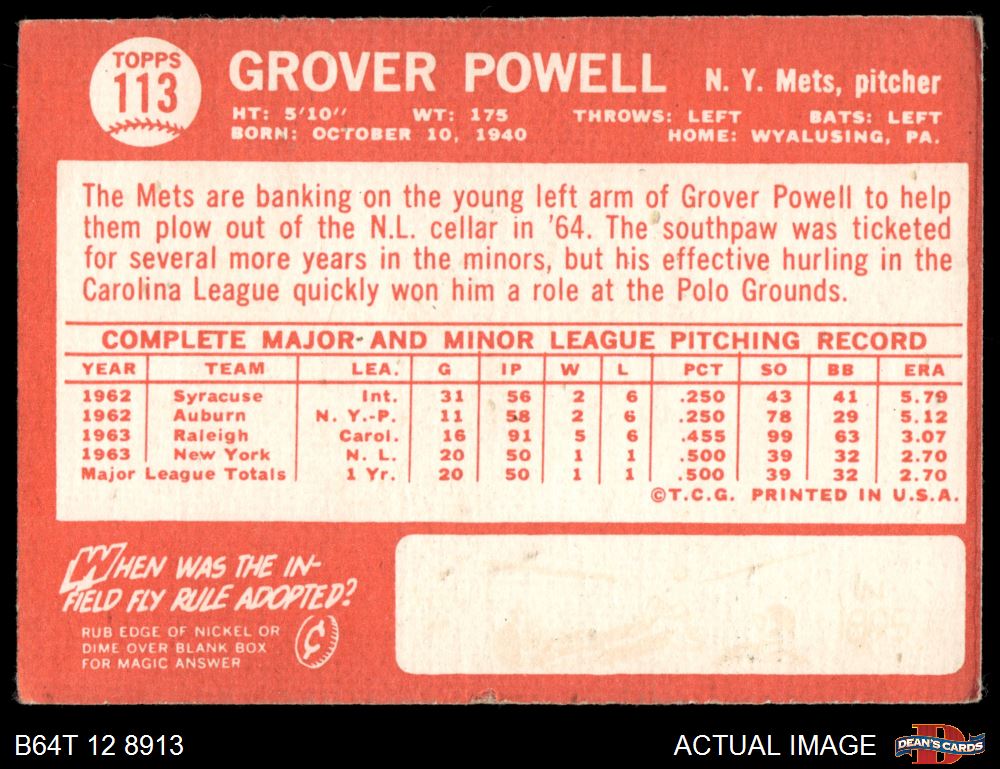 TOPPS
113
GROVER POWELL N. Y. Mets, pitcher
HT: 5'10" WT: 175 THROWS: LEFT BATS: LEFT
BORN: OCTOBER 10, 1940 HOME: WYALUSING, PA.
The Mets are banking on the young left arm of Grover Powell to help
them plow out of the N.L. cellar in '64. The southpaw was ticketed
for several more years in the minors, but his effective hurling in the
Carolina League quickly won him a role at the Polo Grounds.
COMPLETE MAJOR AND MINOR LEAGUE PITCHING RECORD
YEAR TEAM LEA. G IP W L PCT SO BB ERA
1962 Syracuse Int. 31 56 2 6 .250 43 41 5.79
1962 Auburn N. Y.-P. 11 58 2 6 .250 78 29 5.12
1963 Raleigh Carol. 16 91 5 6 .455 99 63 3.07
1963 New York N. L. 20 50 1 1 .500 39 32 2.70
Major League Totals 1 Yr. 20 50 1 1 .500 39 32 2.70
©T.C.G. PRINTED IN U.S.A.
WHEN WAS THE IN-
FIELD FLY RULE ADOPTED?
RUB EDGE OF NICKEL OR
DIME OVER BLANK BOX
FOR MAGIC ANSWER
¢
B64T 12 8913 ACTUAL IMAGE
D
DEAN'S CARDS